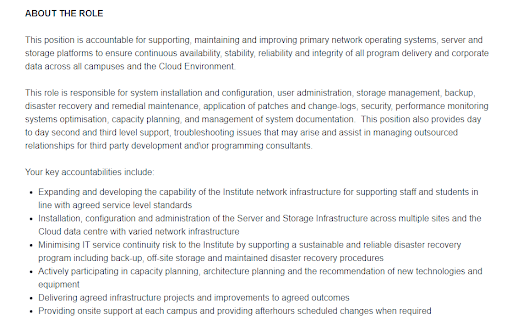 ABOUT THE ROLE
This position is accountable for supporting, maintaining and improving primary network operating systems, server and
storage platforms to ensure continuous availability, stability, reliability and integrity of all program delivery and corporate
data across all campuses and the Cloud Environment.
This role is responsible for system installation and configuration, user administration, storage management, backup,
disaster recovery and remedial maintenance, application of patches and change-logs, security, performance monitoring
systems optimisation, capacity planning, and management of system documentation. This position also provides day
to day second and third level support, troubleshooting issues that may arise and assist in managing outsourced
relationships for third party development and\or programming consultants.
Your key accountabilities include:
• Expanding and developing the capability of the Institute network infrastructure for supporting staff and students in
line with agreed service level standards
• Installation, configuration and administration of the Server and Storage Infrastructure across multiple sites and the
Cloud data centre with varied network infrastructure
• Minimising IT service continuity risk to the Institute by supporting a sustainable and reliable disaster recovery
program including back-up, off-site storage and maintained disaster recovery procedures
• Actively participating in capacity planning, architecture planning and the recommendation of new technologies and
equipment
• Delivering agreed infrastructure projects and improvements to agreed outcomes
• Providing onsite support at each campus and providing afterhours scheduled changes when required